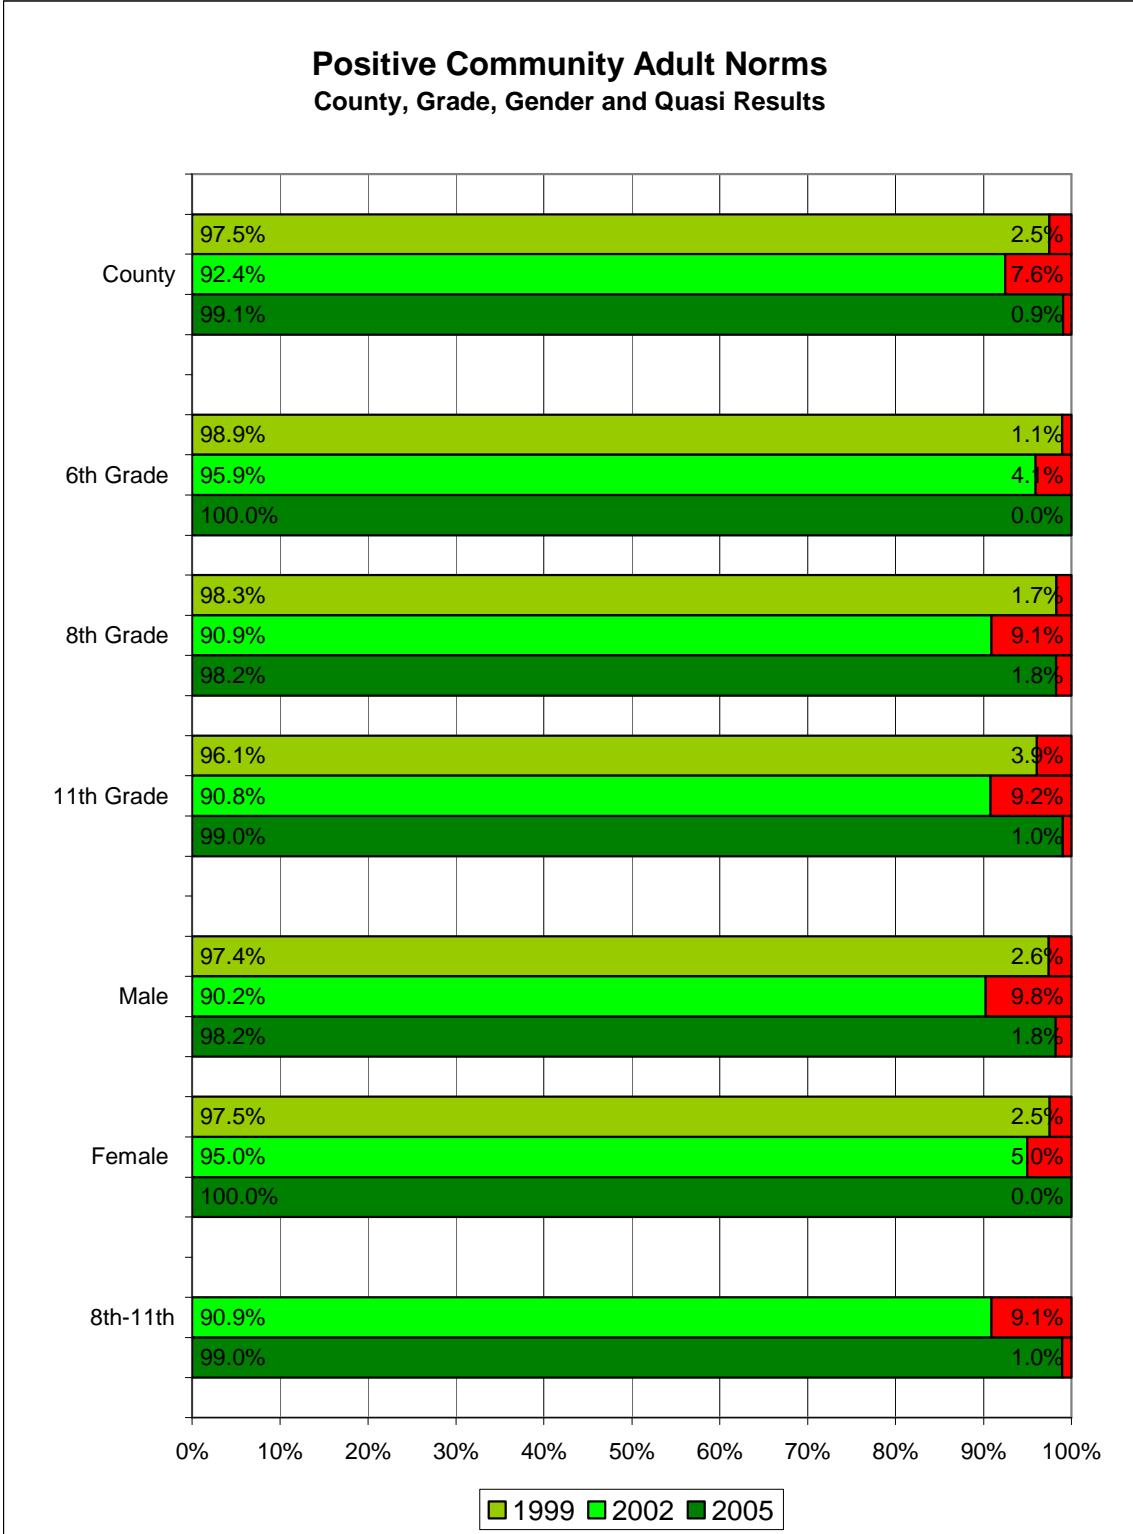 Positive Community Adult Norms
County, Grade, Gender and Quasi Results
97.5% 2.5%
County 92.4% 7.6%
99.1% 0.9%
98.9% 1.1%
6th Grade 95.9% 4.1%
100.0% 0.0%
98.3% 1.7%
8th Grade 90.9% 9.1%
98.2% 1.8%
96.1% 3.9%
11th Grade 90.8% 9.2%
99.0% 1.0%
97.4% 2.6%
Male 90.2% 9.8%
98.2% 1.8%
97.5% 2.5%
Female 95.0% 5.0%
100.0% 0.0%
8th-11th 90.9% 9.1%
99.0% 1.0%
0% 10% 20% 30% 40% 50% 60% 70% 80% 90% 100%
1999 2002 2005